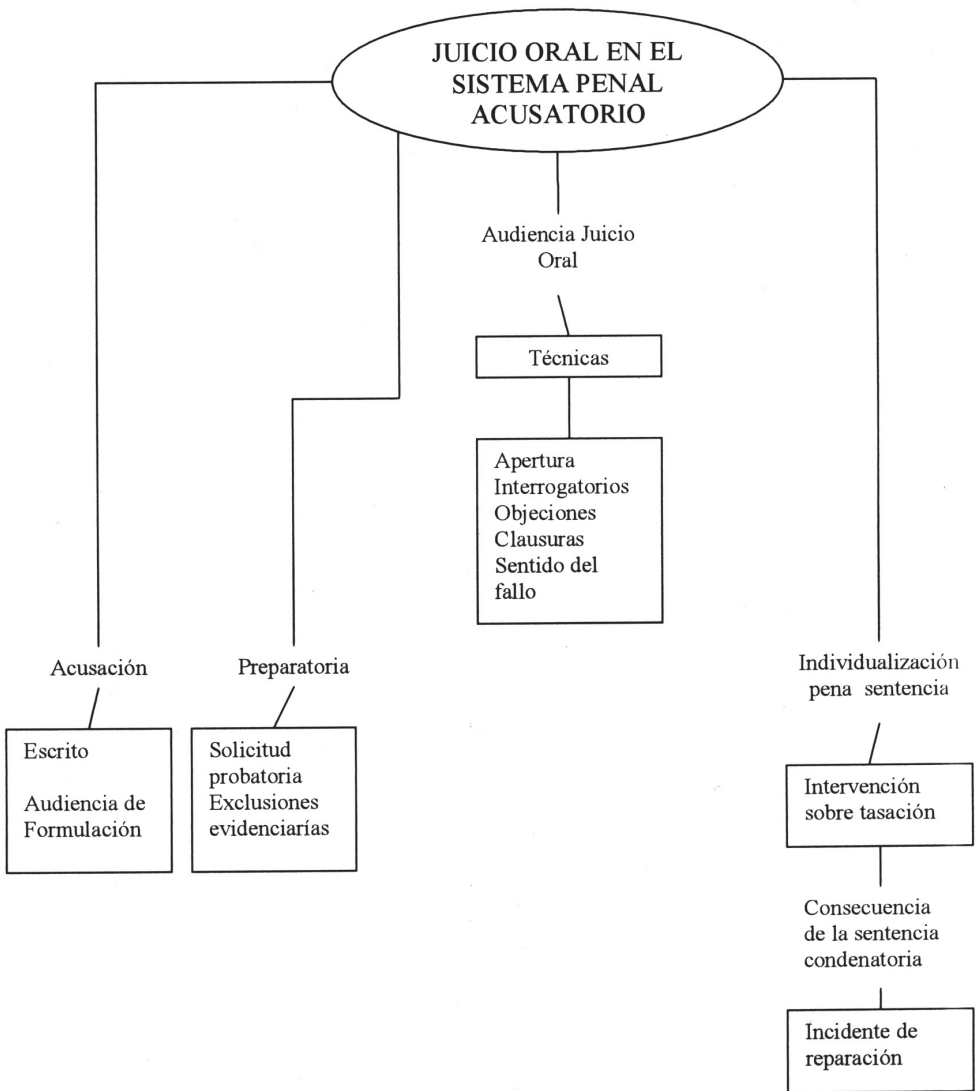 JUICIO ORAL EN EL
SISTEMA PENAL
ACUSATORIO
Audiencia Juicio
Oral
Técnicas
Apertura
Interrogatorios
Objeciones
Clausuras
Sentido del
fallo
Acusación
Escrito
Audiencia de
Formulación
Preparatoria
Solicitud
probatoria
Exclusiones
evidenciarías
Individualización
pena sentencia
Intervención
sobre tasación
Consecuencia
de la sentencia
condenatoria
Incidente de
reparación